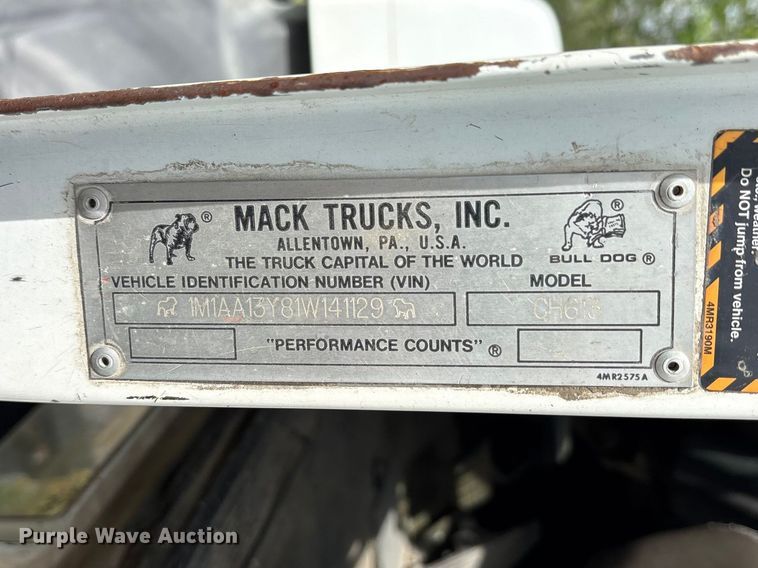 MACK TRUCKS, INC.
ALLENTOWN, PA., U.S.A.
THE TRUCK CAPITAL OF THE WORLD
BULL DOG ®
VEHICLE IDENTIFICATION NUMBER (VIN)
MODEL
1M1AA13Y81W141129
CH613
"PERFORMANCE COUNTS" ®
4MR2575A
Do NOT jump from vehicle.
4MR3190M
Purple Wave Auction®